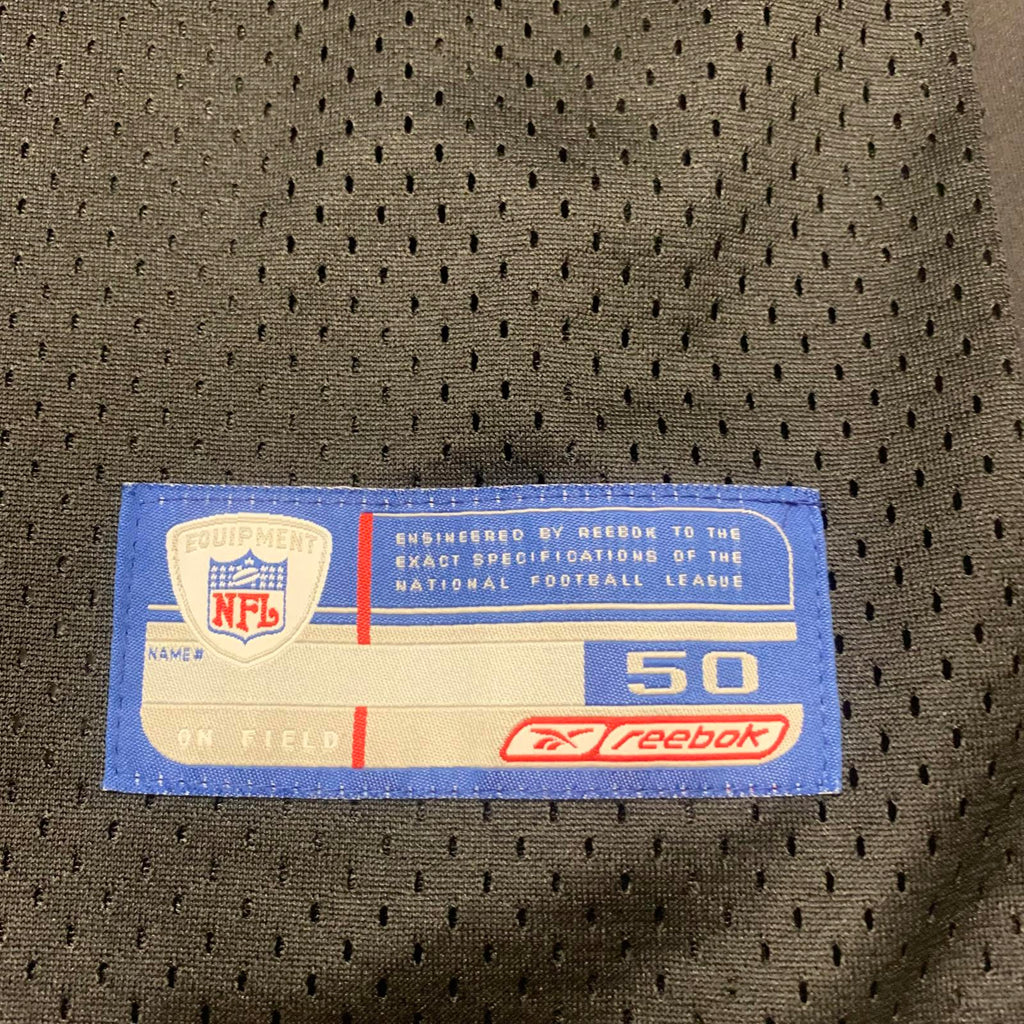 EQUIPMENT
NFL
ENGINEERED BY REEBOK TO THE
EXACT SPECIFICATIONS OF THE
NATIONAL FOOTBALL LEAGUE
NAME#
50
ON FIELD
reebok